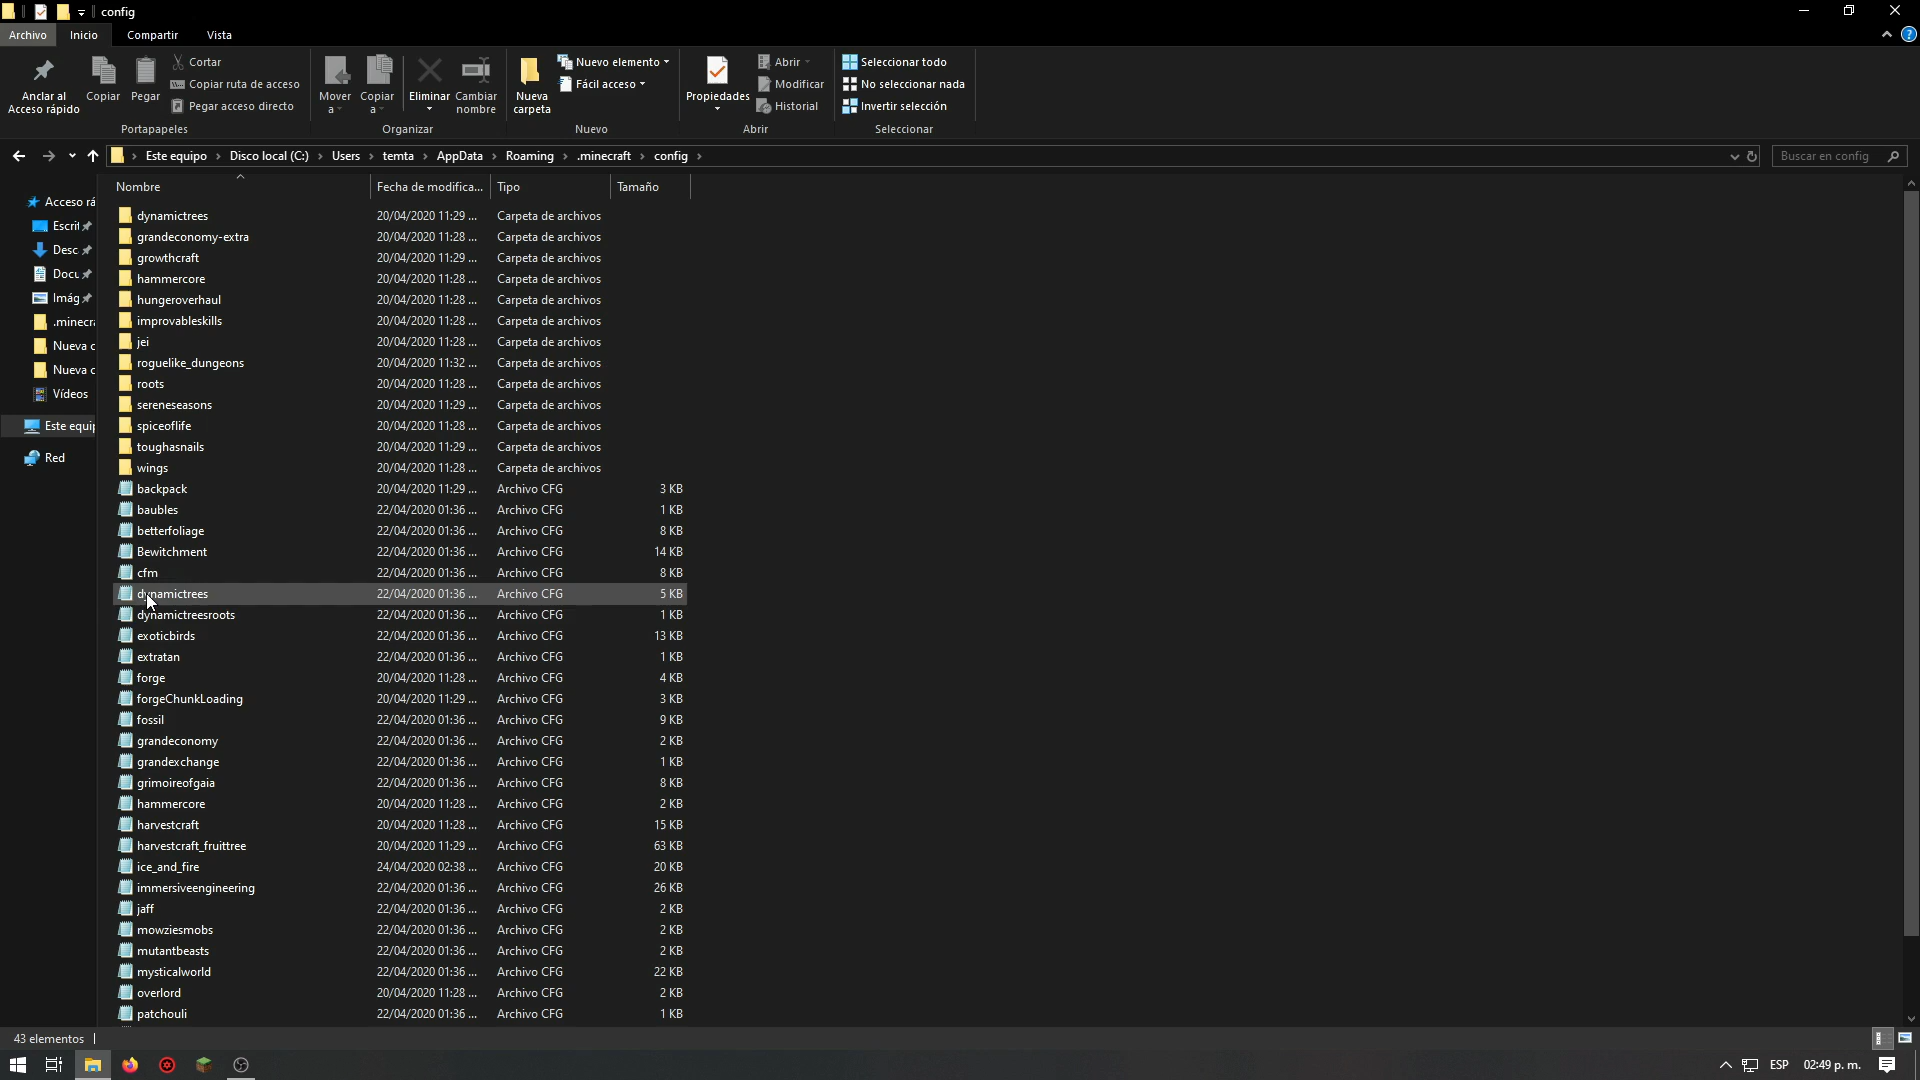 config
Archivo Inicio Compartir Vista
Anclar al
Acceso rápido
Copiar
Pegar
Cortar
Copiar ruta de acceso
Pegar acceso directo
Portapapeles
Mover
a
Copiar
a
Eliminar
Cambiar
nombre
Organizar
Nueva
carpeta
Nuevo elemento
Fácil acceso
Nuevo
Propiedades
Abrir
Modificar
Historial
Abrir
Seleccionar todo
No seleccionar nada
Invertir selección
Seleccionar
Este equipo > Disco local (C:) > Users > temta > AppData > Roaming > .minecraft > config >
Buscar en config
Acceso rá
Escrit
Desc
Docu
Imág
.minecra
Nueva c
Nueva c
Vídeos
Este equip
Red
Nombre Fecha de modifica... Tipo Tamaño
dynamictrees 20/04/2020 11:29 ... Carpeta de archivos
grandeconomy-extra 20/04/2020 11:28 ... Carpeta de archivos
growthcraft 20/04/2020 11:29 ... Carpeta de archivos
hammercore 20/04/2020 11:28 ... Carpeta de archivos
hungeroverhaul 20/04/2020 11:28 ... Carpeta de archivos
improvableskills 20/04/2020 11:28 ... Carpeta de archivos
jei 20/04/2020 11:28 ... Carpeta de archivos
roguelike_dungeons 20/04/2020 11:32 ... Carpeta de archivos
roots 20/04/2020 11:28 ... Carpeta de archivos
sereneseasons 20/04/2020 11:29 ... Carpeta de archivos
spiceoflife 20/04/2020 11:28 ... Carpeta de archivos
toughasnails 20/04/2020 11:29 ... Carpeta de archivos
wings 20/04/2020 11:28 ... Carpeta de archivos
backpack 20/04/2020 11:29 ... Archivo CFG 3 KB
baubles 22/04/2020 01:36 ... Archivo CFG 1 KB
betterfoliage 22/04/2020 01:36 ... Archivo CFG 8 KB
Bewitchment 22/04/2020 01:36 ... Archivo CFG 14 KB
cfm 22/04/2020 01:36 ... Archivo CFG 8 KB
dynamictrees 22/04/2020 01:36 ... Archivo CFG 5 KB
dynamictreesroots 22/04/2020 01:36 ... Archivo CFG 1 KB
exoticbirds 22/04/2020 01:36 ... Archivo CFG 13 KB
extratan 22/04/2020 01:36 ... Archivo CFG 1 KB
forge 20/04/2020 11:28 ... Archivo CFG 4 KB
forgeChunkLoading 20/04/2020 11:29 ... Archivo CFG 3 KB
fossil 22/04/2020 01:36 ... Archivo CFG 9 KB
grandeconomy 22/04/2020 01:36 ... Archivo CFG 2 KB
grandexchange 22/04/2020 01:36 ... Archivo CFG 1 KB
grimoireofgaia 22/04/2020 01:36 ... Archivo CFG 8 KB
hammercore 20/04/2020 11:28 ... Archivo CFG 2 KB
harvestcraft 20/04/2020 11:28 ... Archivo CFG 15 KB
harvestcraft_fruittree 20/04/2020 11:29 ... Archivo CFG 63 KB
ice_and_fire 24/04/2020 02:38 ... Archivo CFG 20 KB
immersiveengineering 22/04/2020 01:36 ... Archivo CFG 26 KB
jaff 22/04/2020 01:36 ... Archivo CFG 2 KB
mowziesmobs 22/04/2020 01:36 ... Archivo CFG 2 KB
mutantbeasts 22/04/2020 01:36 ... Archivo CFG 2 KB
mysticalworld 22/04/2020 01:36 ... Archivo CFG 22 KB
overlord 20/04/2020 11:28 ... Archivo CFG 2 KB
patchouli 22/04/2020 01:36 ... Archivo CFG 1 KB
43 elementos
ESP 02:49 p. m.